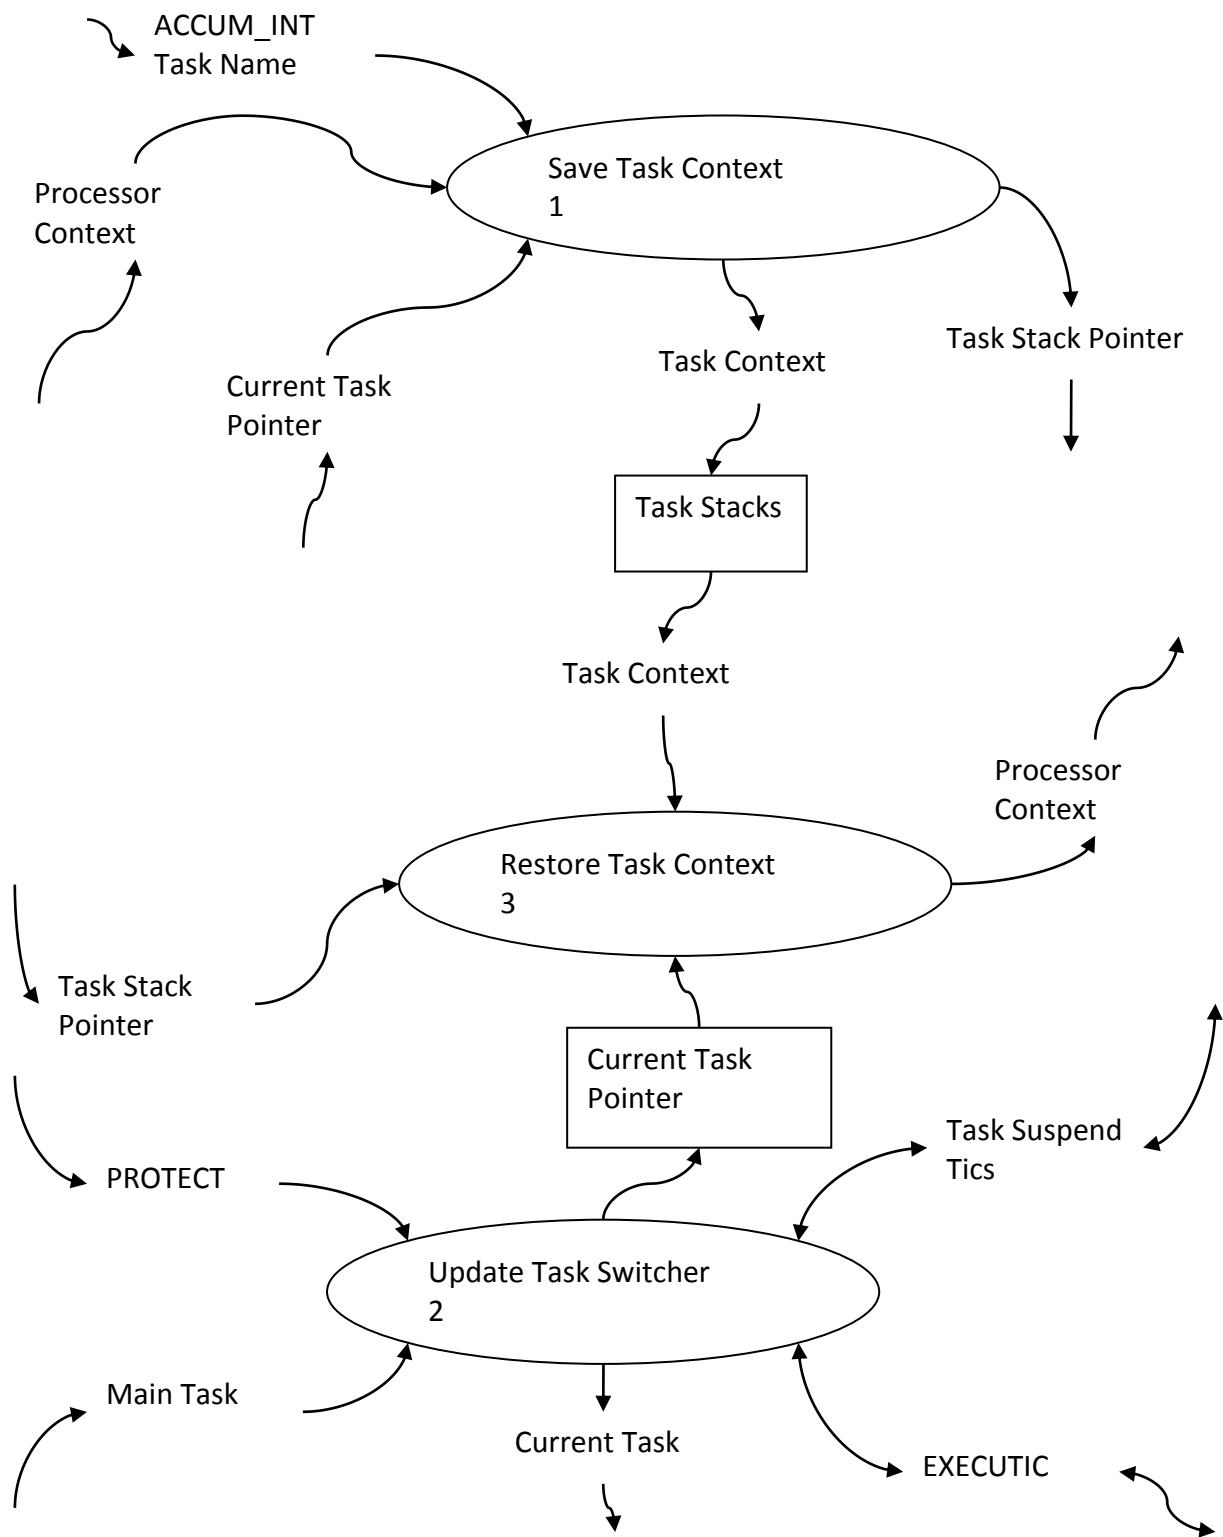 ACCUM_INT
Task Name
Save Task Context
1
Processor
Context
Task Stack Pointer
Task Context
Current Task
Pointer
Task Stacks
Task Context
Processor
Context
Restore Task Context
3
Task Stack
Pointer
Current Task
Pointer
Task Suspend
Tics
PROTECT
Update Task Switcher
2
Main Task
Current Task
EXECUTIC